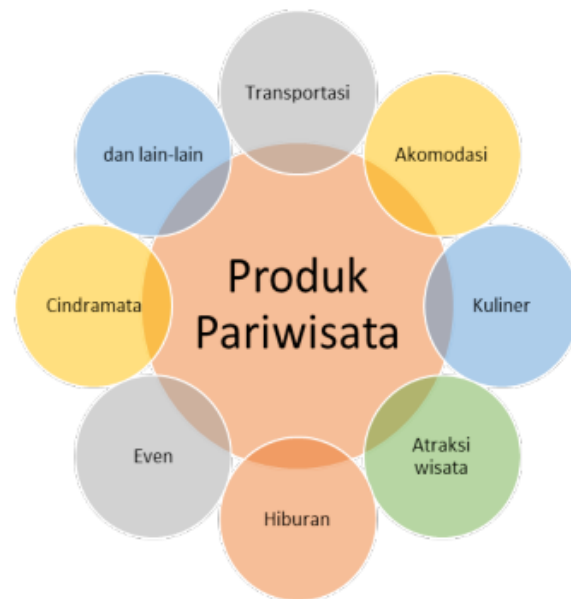 Transportasi
Akomodasi
Kuliner
Atraksi
wisata
Hiburan
Even
Cindramata
dan lain-lain
Produk
Pariwisata